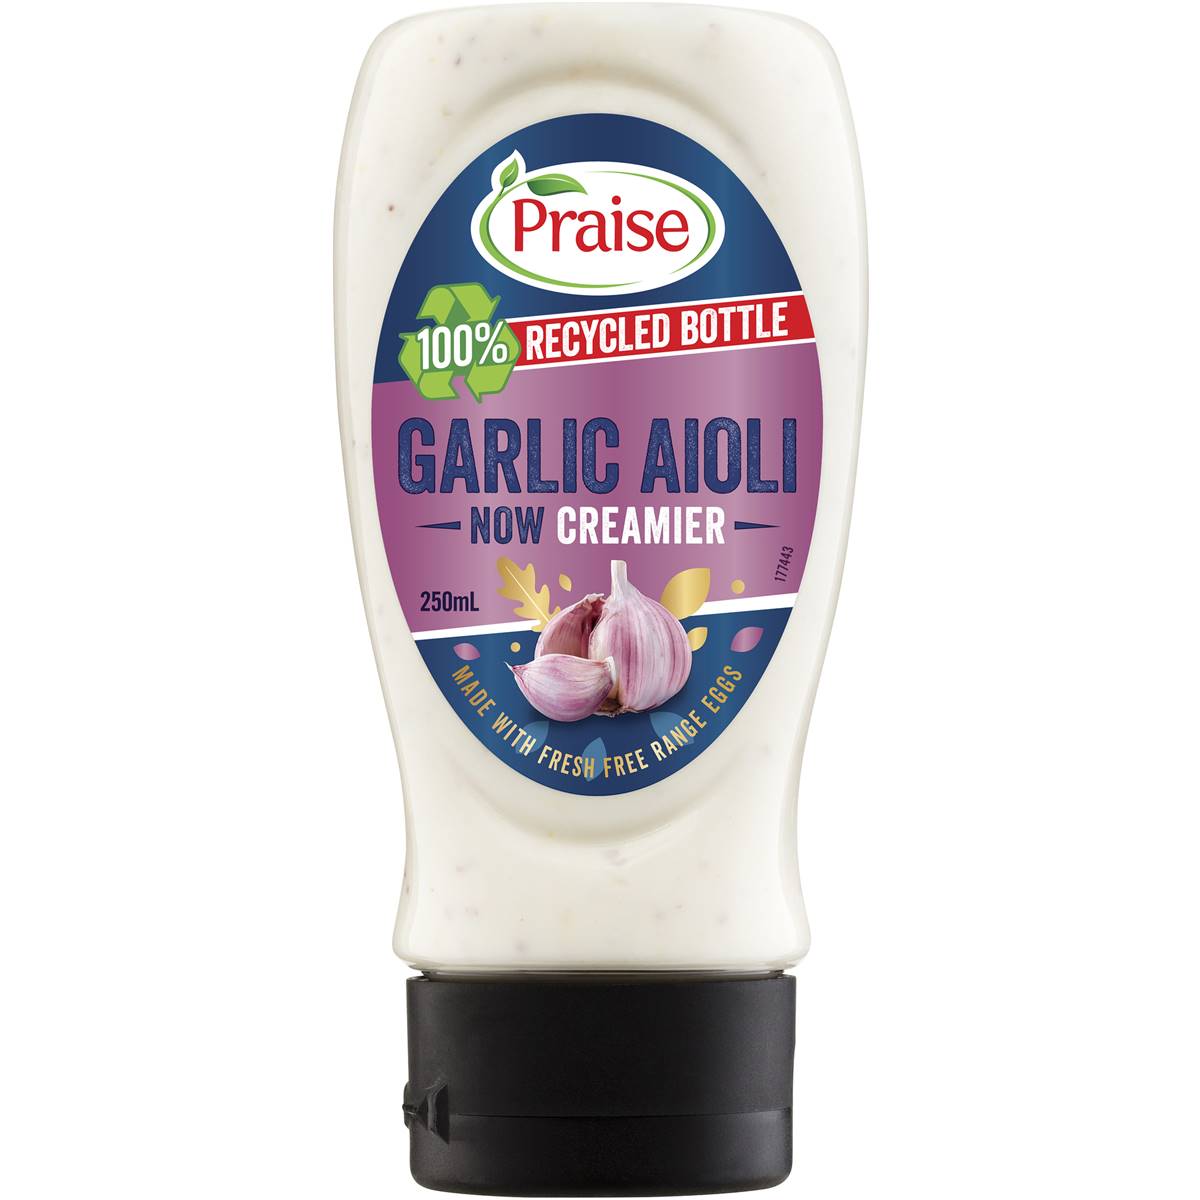 Praise
100% RECYCLED BOTTLE
GARLIC AIOLI
NOW CREAMIER
177443
250mL
MADE WITH FRESH FREE RANGE EGGS